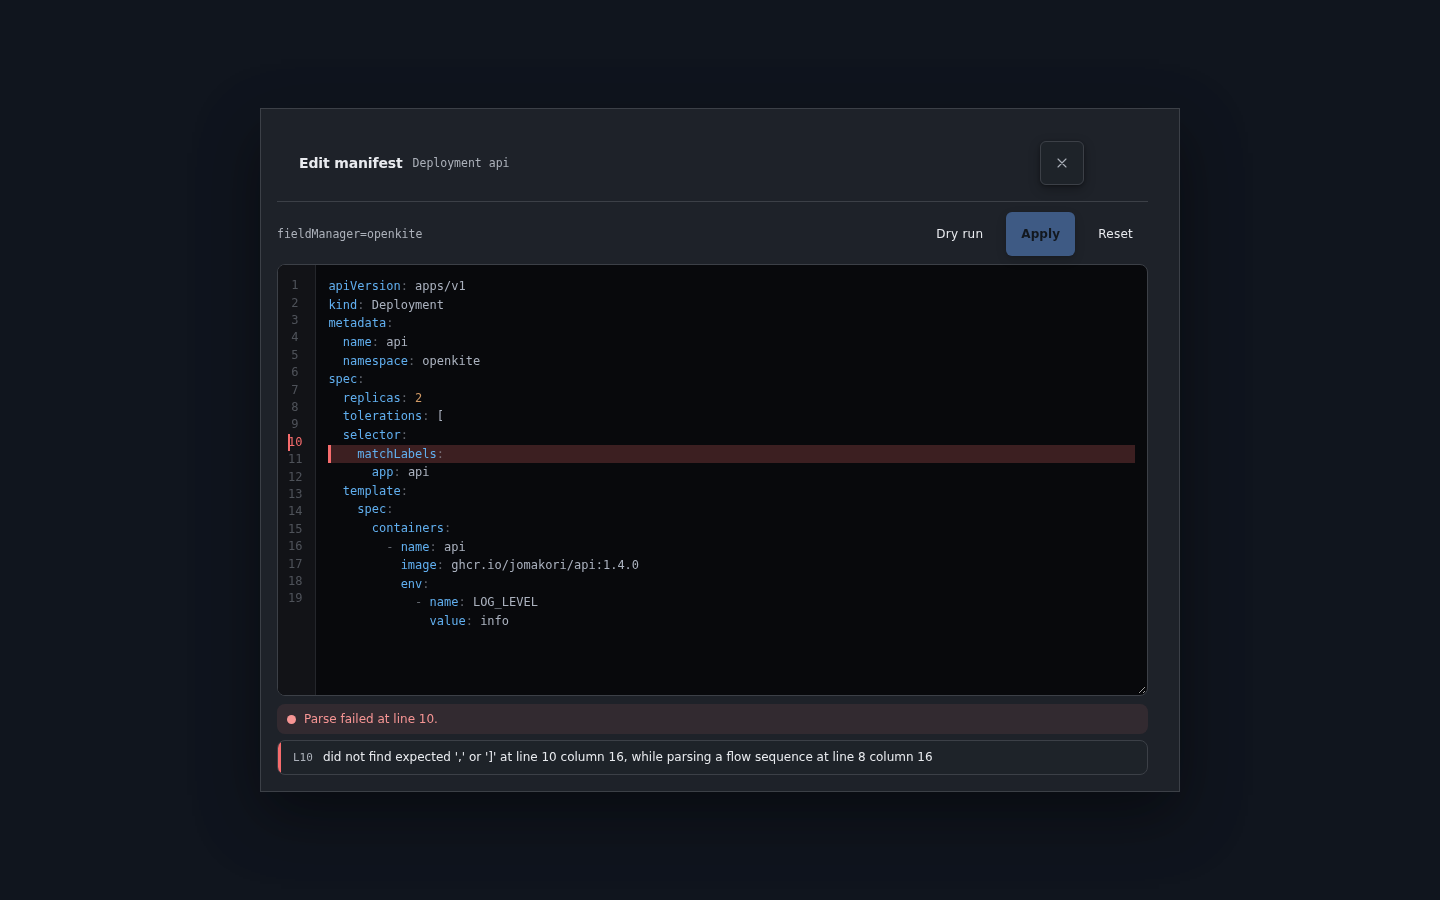 Edit manifest Deployment api
fieldManager=openkite Dry run Apply Reset
1 apiVersion: apps/v1
2 kind: Deployment
3 metadata:
4   name: api
5   namespace: openkite
6 spec:
7   replicas: 2
8   tolerations: [
9   selector:
10     matchLabels:
11       app: api
12   template:
13     spec:
14       containers:
15         - name: api
16           image: ghcr.io/jomakori/api:1.4.0
17           env:
18             - name: LOG_LEVEL
19               value: info
Parse failed at line 10.
L10 did not find expected ',' or ']' at line 10 column 16, while parsing a flow sequence at line 8 column 16